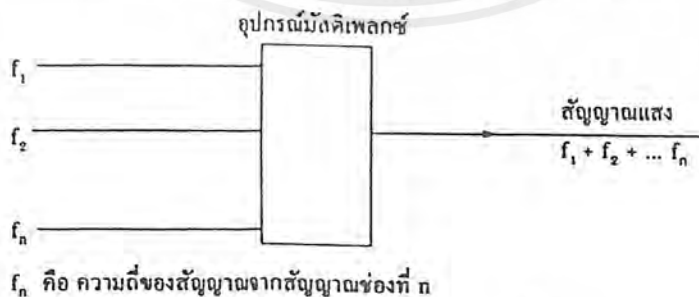 อุปกรณ์มัลติเพลกซ์
f₁
f₂
สัญญาณแสง
f₁ + f₂ + ... fₙ
fₙ
fₙ คือ ความถี่ของสัญญาณจากสัญญาณช่องที่ n